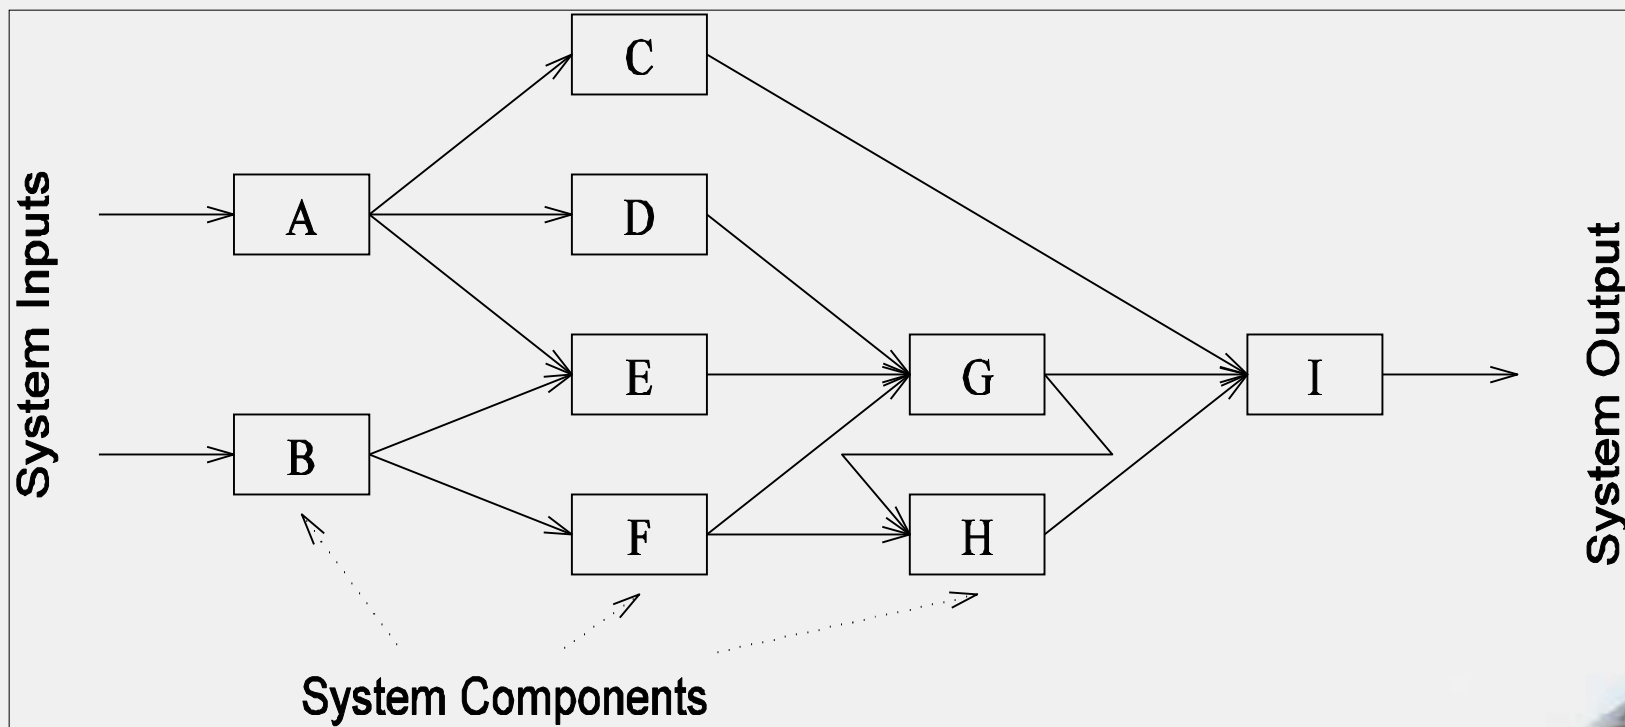 System Inputs
C
A
D
E
G
I
B
F
H
System Output
System Components